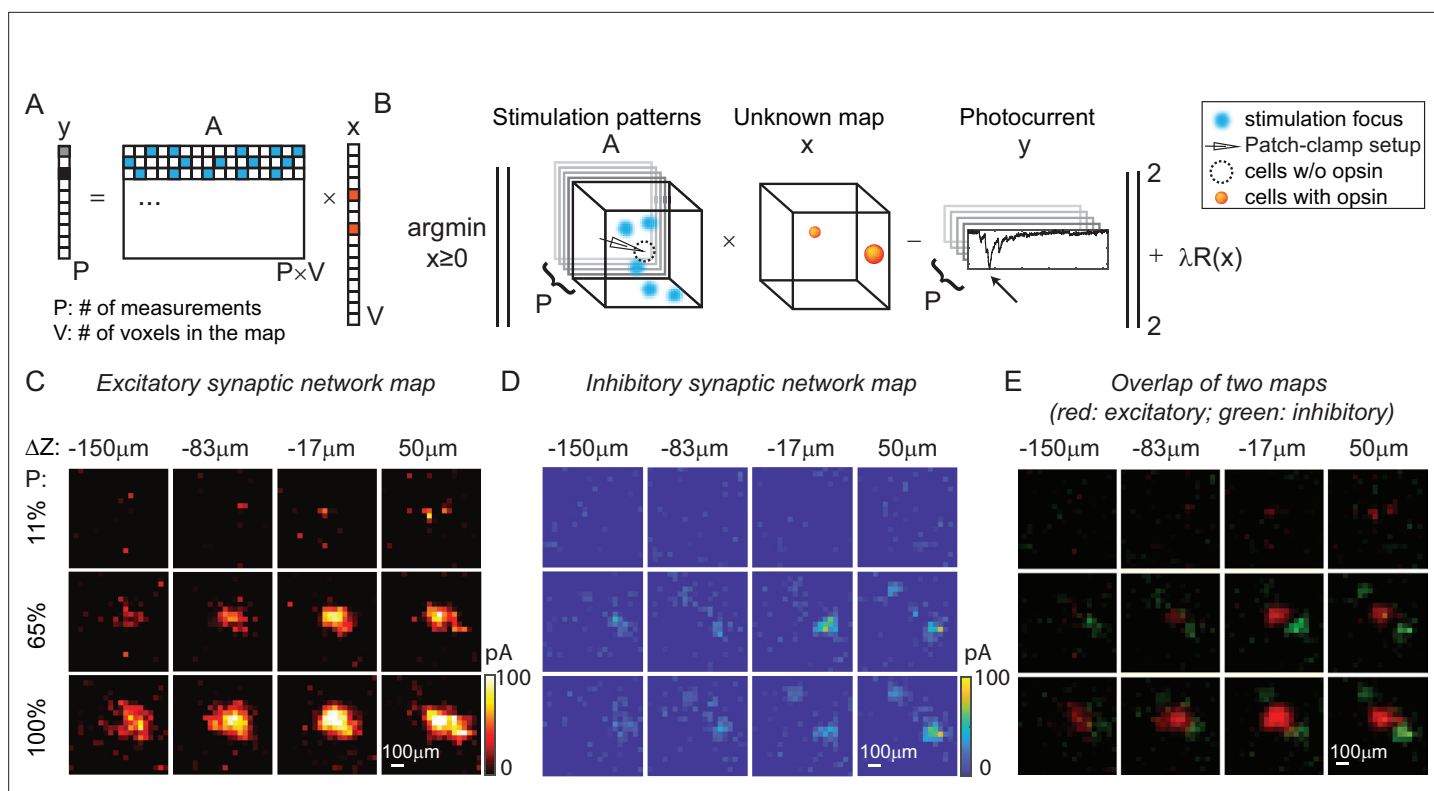 A
y
=
A
...
P×V
×
x
P
V
P: # of measurements
V: # of voxels in the map
B
argmin
x≥0
Stimulation patterns
A
P
×
Unknown map
x
−
Photocurrent
y
P
2
2
+ λR(x)
stimulation focus
Patch-clamp setup
cells w/o opsin
cells with opsin
C Excitatory synaptic network map
ΔZ: -150μm -83μm -17μm 50μm
P:
11%
65%
100%
pA
100
0
100μm
D Inhibitory synaptic network map
-150μm -83μm -17μm 50μm
pA
100
0
100μm
E Overlap of two maps
(red: excitatory; green: inhibitory)
-150μm -83μm -17μm 50μm
100μm